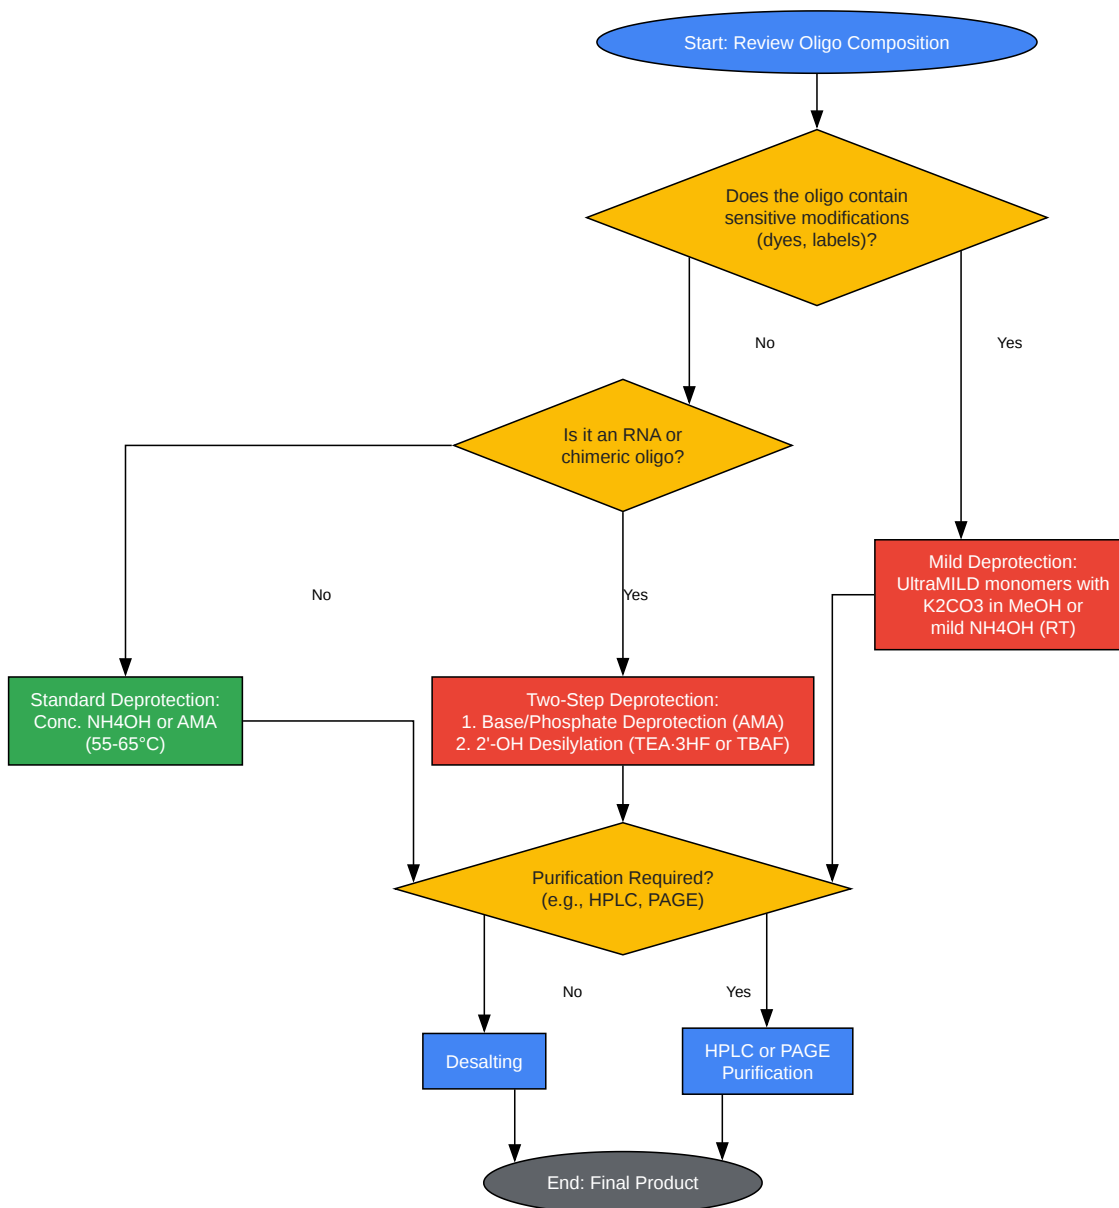 Start: Review Oligo Composition
Does the oligo contain
sensitive modifications
(dyes, labels)?
No
Yes
Is it an RNA or
chimeric oligo?
No
Yes
Mild Deprotection:
UltraMILD monomers with
K2CO3 in MeOH or
mild NH4OH (RT)
Standard Deprotection:
Conc. NH4OH or AMA
(55-65°C)
Two-Step Deprotection:
1. Base/Phosphate Deprotection (AMA)
2. 2'-OH Desilylation (TEA·3HF or TBAF)
Purification Required?
(e.g., HPLC, PAGE)
No
Yes
Desalting
HPLC or PAGE
Purification
End: Final Product